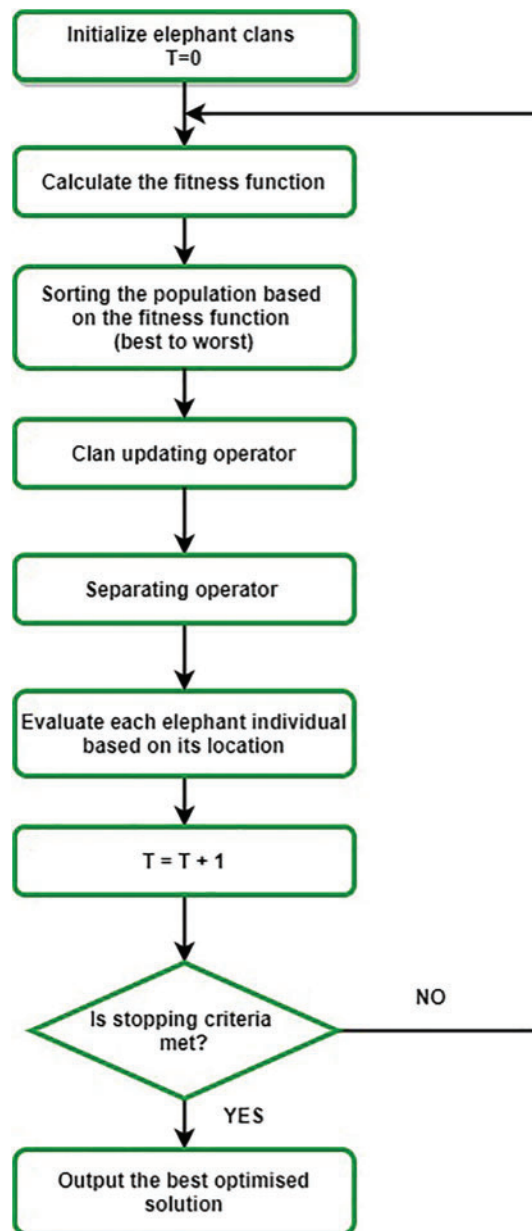 Initialize elephant clans
T=0
Calculate the fitness function
Sorting the population based
on the fitness function
(best to worst)
Clan updating operator
Separating operator
Evaluate each elephant individual
based on its location
T = T + 1
Is stopping criteria
met?
NO
YES
Output the best optimised
solution